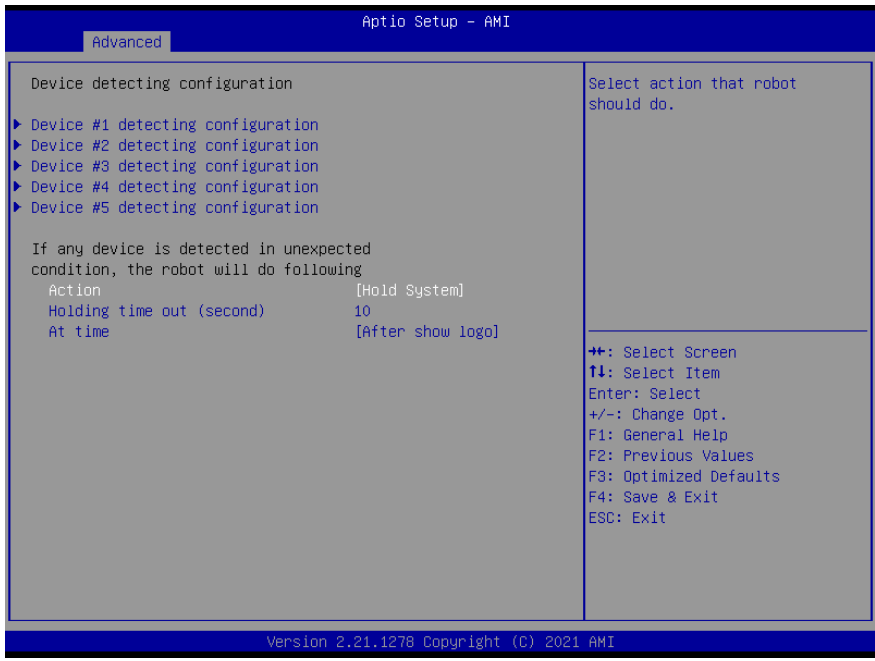 Aptio Setup – AMI
Advanced
Device detecting configuration
Device #1 detecting configuration
Device #2 detecting configuration
Device #3 detecting configuration
Device #4 detecting configuration
Device #5 detecting configuration
If any device is detected in unexpected
condition, the robot will do following
Action [Hold System]
Holding time out (second) 10
At time [After show logo]
Select action that robot
should do.
→←: Select Screen
↑↓: Select Item
Enter: Select
+/-: Change Opt.
F1: General Help
F2: Previous Values
F3: Optimized Defaults
F4: Save & Exit
ESC: Exit
Version 2.21.1278 Copyright (C) 2021 AMI